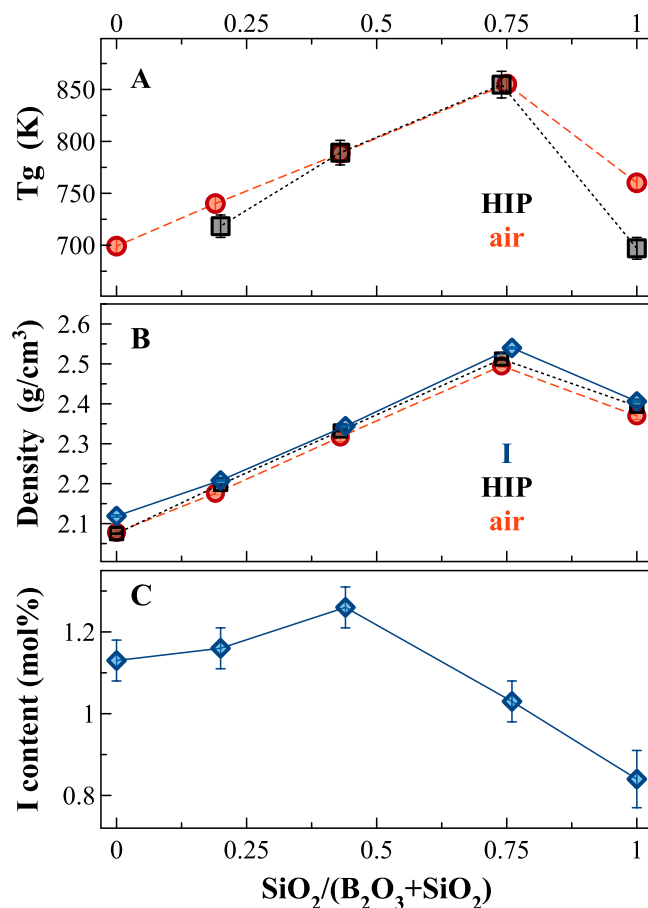 0 0.25 0.5 0.75 1
A
Tg (K)
850
800
750
700
HIP
air
B
Density (g/cm³)
2.6
2.5
2.4
2.3
2.2
2.1
I
HIP
air
C
I content (mol%)
1.2
1
0.8
0 0.25 0.5 0.75 1
SiO₂/(B₂O₃+SiO₂)